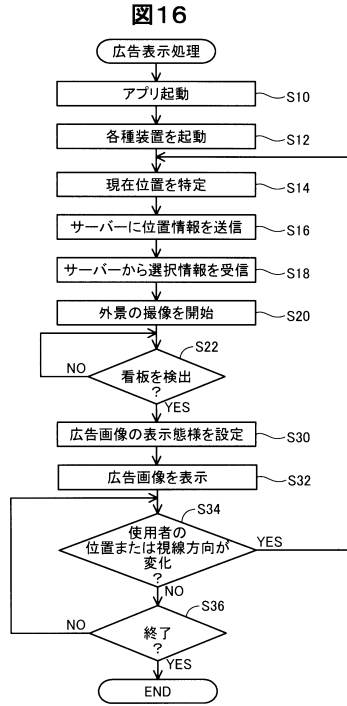 図16
広告表示処理
アプリ起動
S10
各種装置を起動
S12
現在位置を特定
S14
サーバーに位置情報を送信
S16
サーバーから選択情報を受信
S18
外景の撮像を開始
S20
S22
看板を検出
?
NO
YES
広告画像の表示態様を設定
S30
広告画像を表示
S32
S34
使用者の
位置または視線方向が
変化
?
YES
NO
S36
終了
?
NO
YES
END